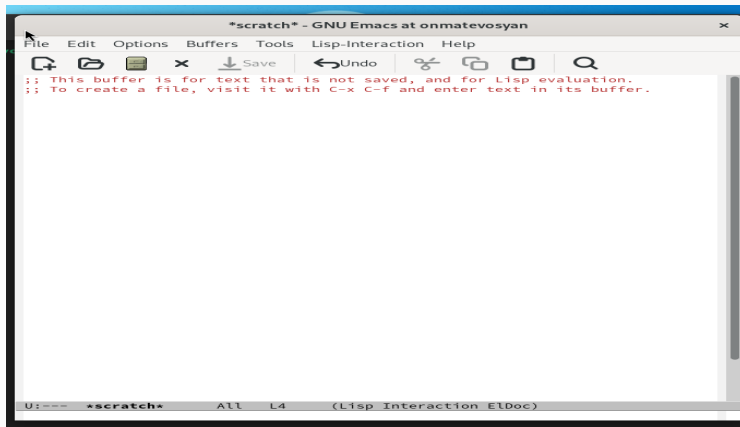 *scratch* - GNU Emacs at onmatevosyan
File Edit Options Buffers Tools Lisp-Interaction Help
Save Undo
;; This buffer is for text that is not saved, and for Lisp evaluation.
;; To create a file, visit it with C-x C-f and enter text in its buffer.
U:--- *scratch* All L4 (Lisp Interaction ElDoc)